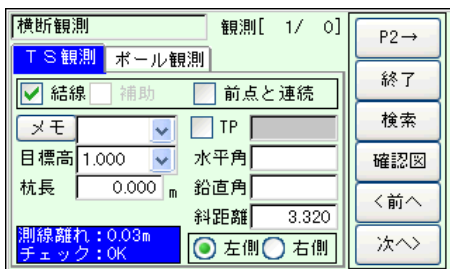 横断観測 観測[ 1/ 0]
TS観測 ポール観測
結線 補助 前点と連続
メモ TP
目標高 1.000 水平角
杭長 0.000 m 鉛直角
斜距離 3.320
測線離れ:0.03m
チェック:OK
左側 右側
P2→
終了
検索
確認図
<前へ
次へ>